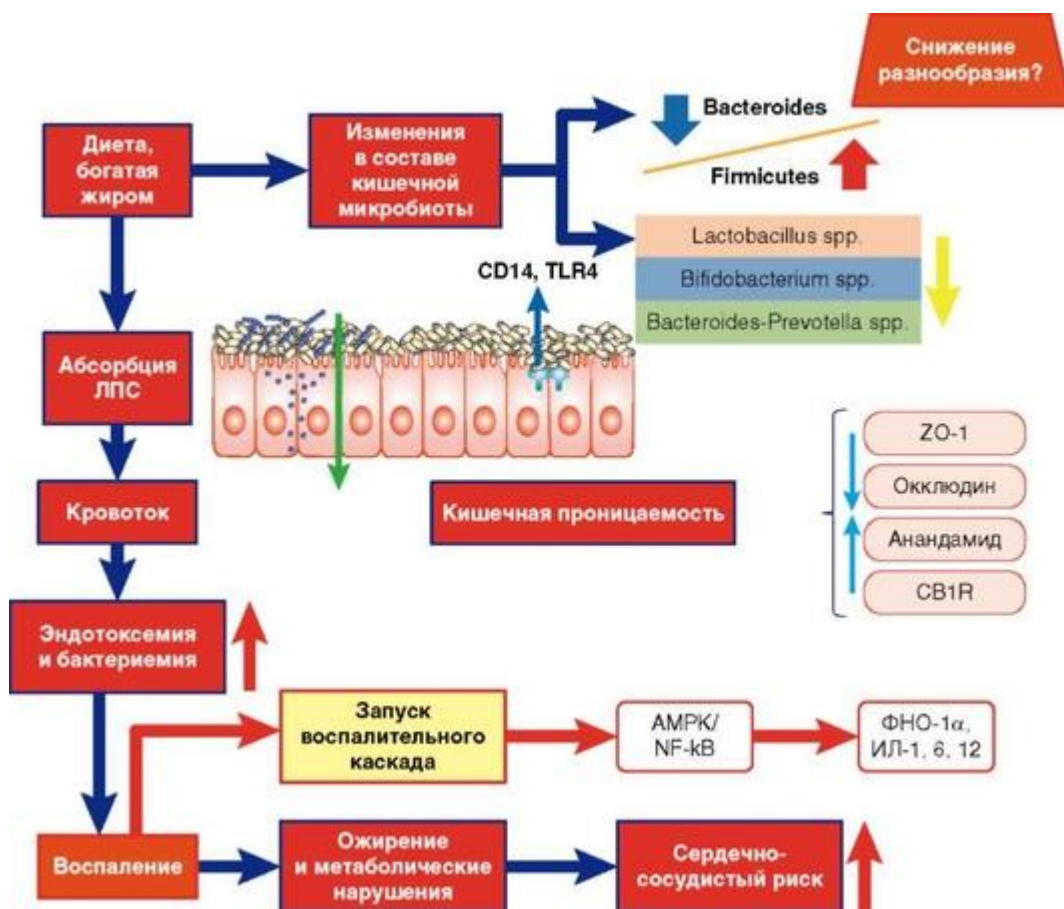 Снижение
разнообразия?
Bacteroides
Firmicutes
Диета,
богатая
жиром
Изменения
в составе
кишечной
микробиоты
Lactobacillus spp.
Bifidobacterium spp.
Bacteroides-Prevotella spp.
CD14, TLR4
Абсорбция
ЛПС
ZO-1
Окклюдин
Анандамид
CB1R
Кровоток
Кишечная проницаемость
Эндотоксемия
и бактериемия
Запуск
воспалительного
каскада
AMPK/
NF-kB
ФНО-1α,
ИЛ-1, 6, 12
Воспаление
Ожирение
и метаболические
нарушения
Сердечно-
сосудистый риск